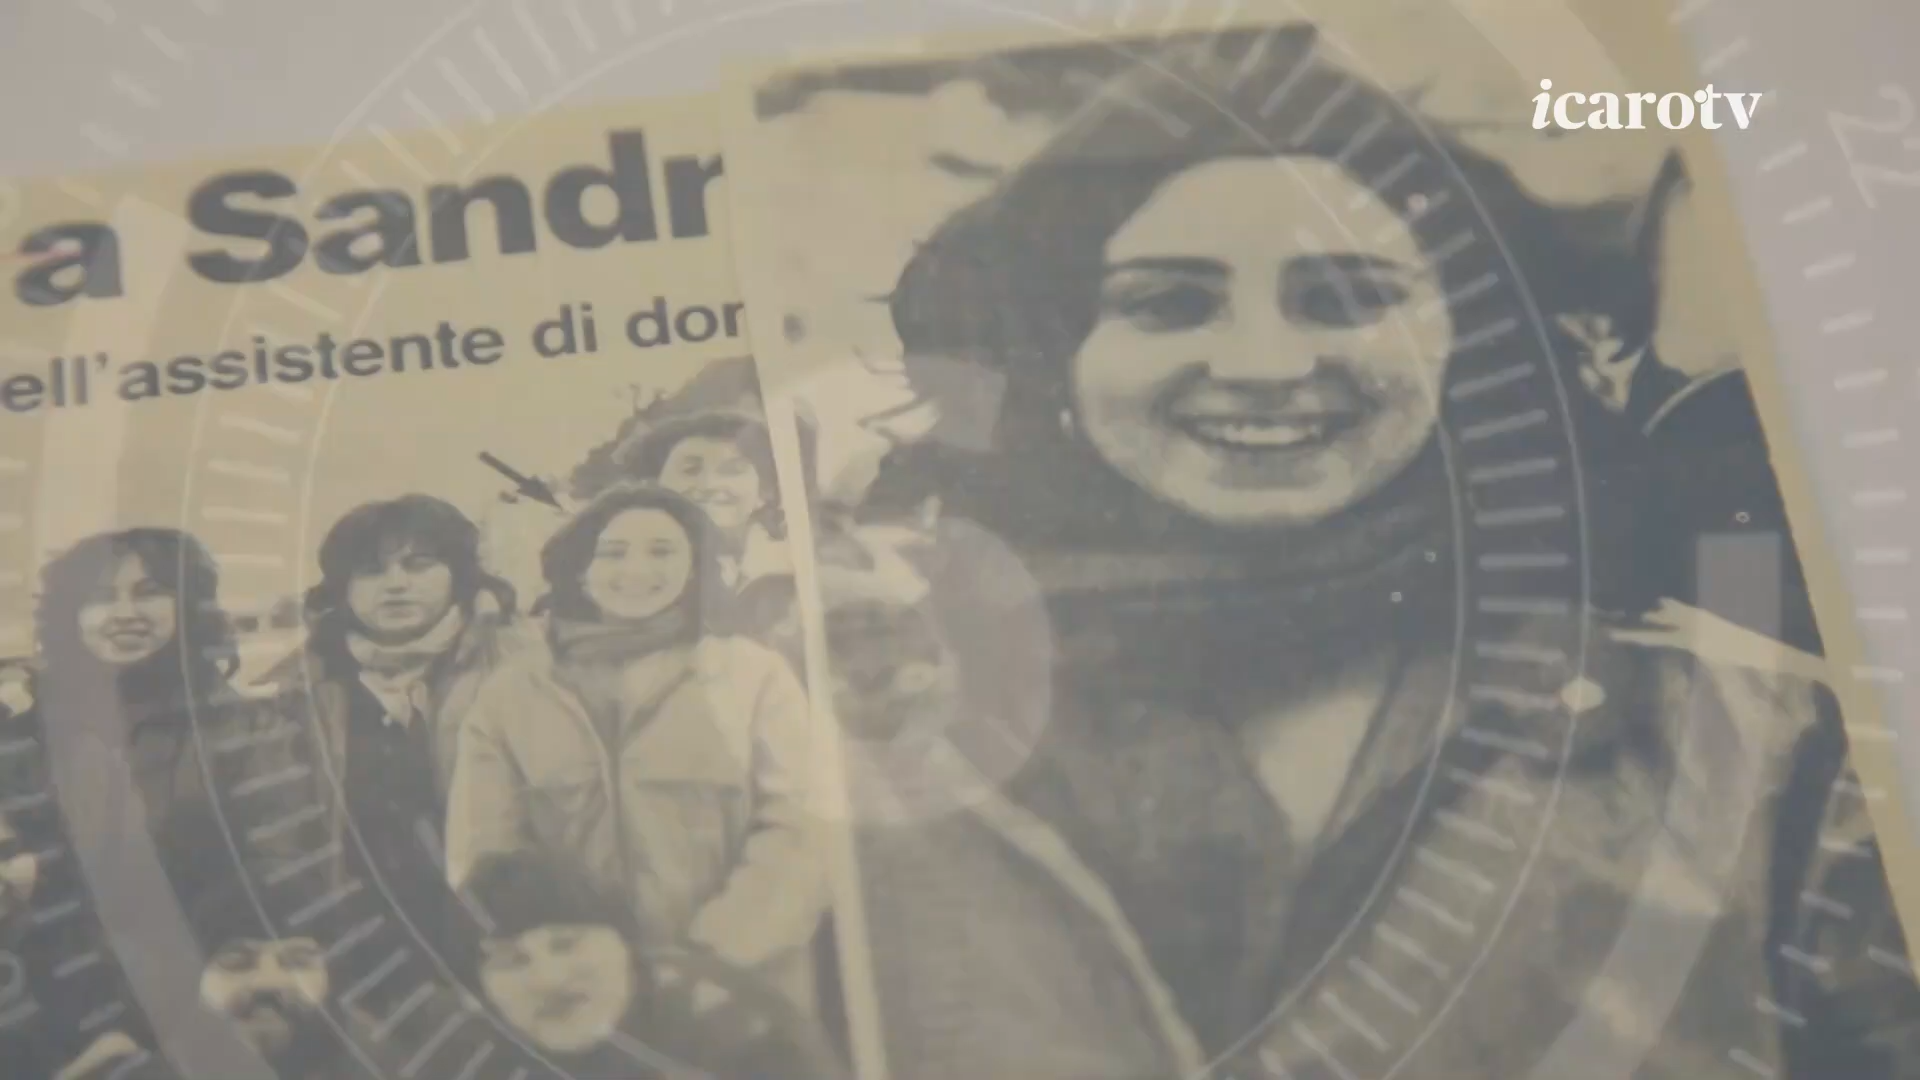 icarotv
a Sandr
ell'assistente di dor